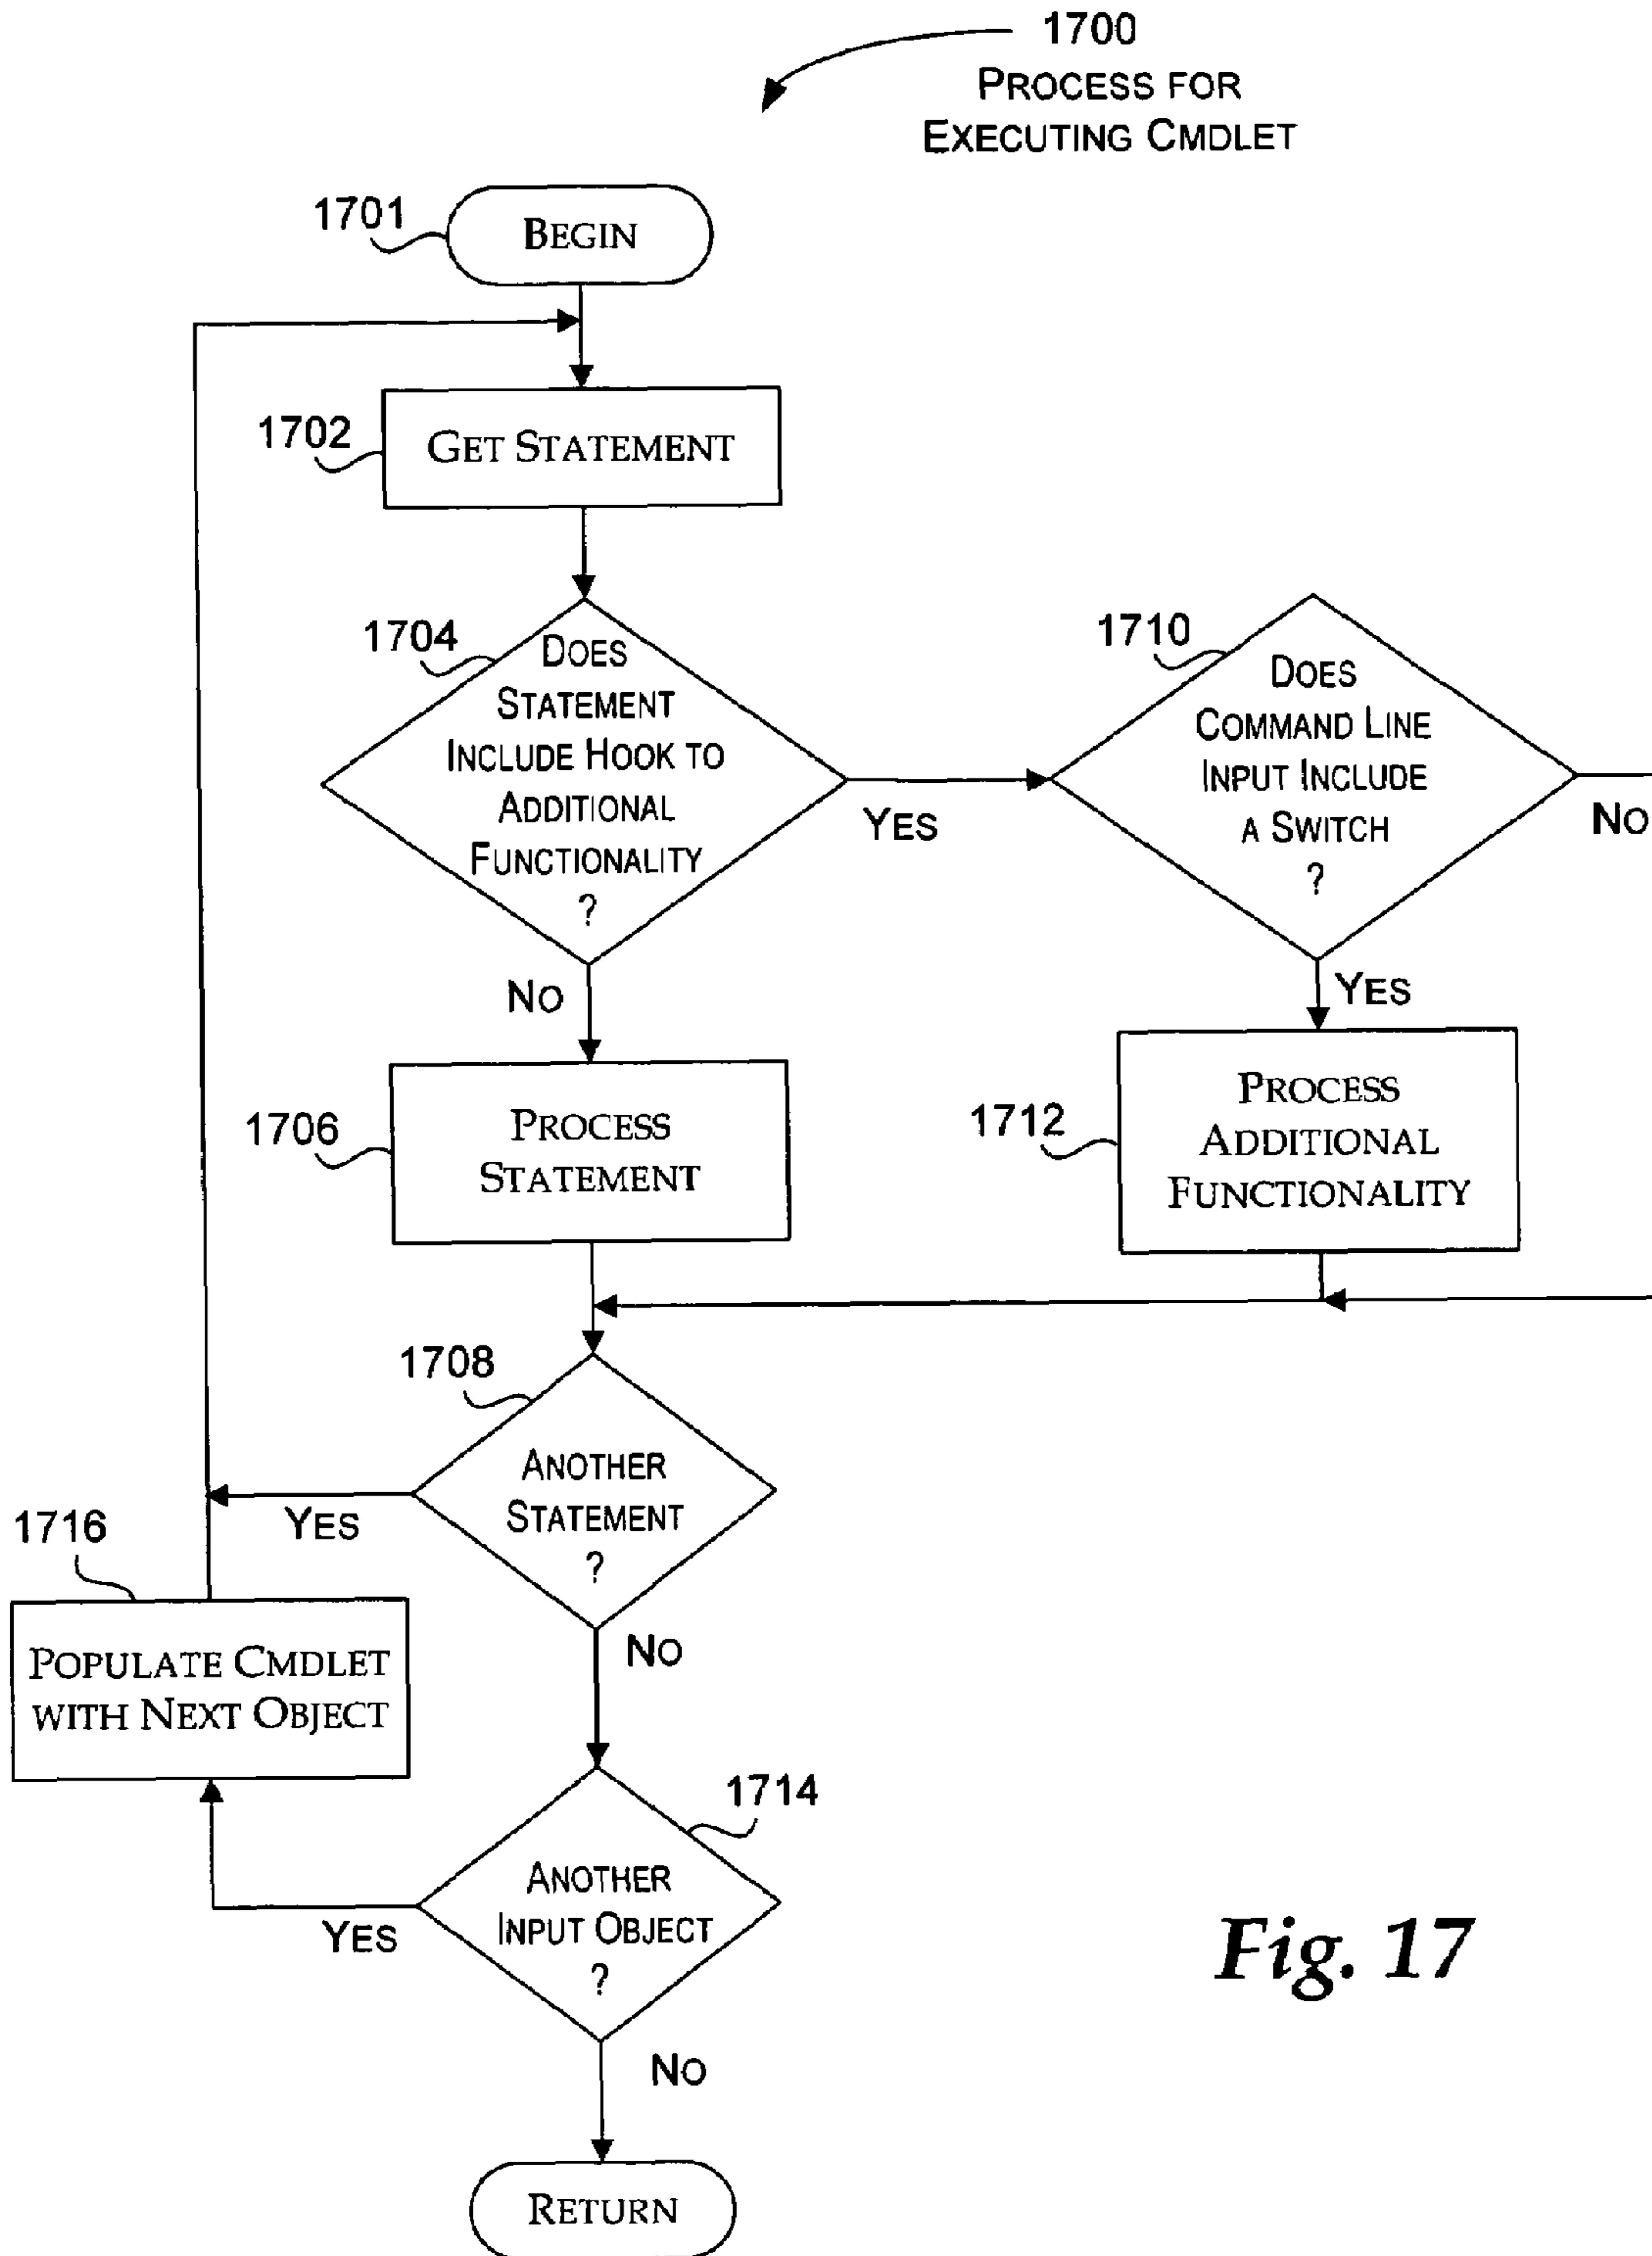 1700
PROCESS FOR
EXECUTING CMDLET
1701
BEGIN
1702
GET STATEMENT
1704
DOES
STATEMENT
INCLUDE HOOK TO
ADDITIONAL
FUNCTIONALITY
?
YES
NO
1710
DOES
COMMAND LINE
INPUT INCLUDE
A SWITCH
?
NO
YES
1706
PROCESS
STATEMENT
1712
PROCESS
ADDITIONAL
FUNCTIONALITY
1708
ANOTHER
STATEMENT
?
YES
NO
1716
POPULATE CMDLET
WITH NEXT OBJECT
1714
ANOTHER
INPUT OBJECT
?
YES
NO
RETURN
Fig. 17